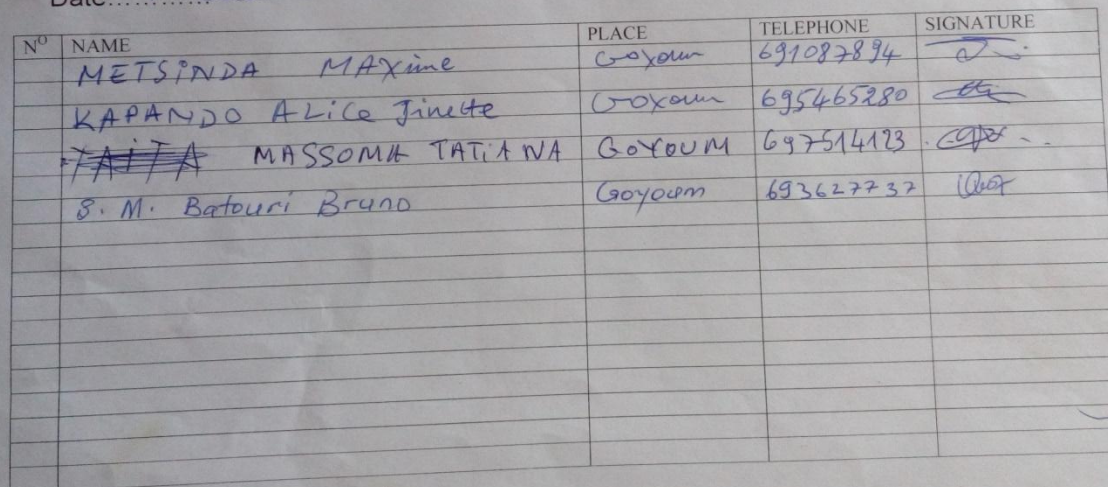 Date............
N° NAME PLACE TELEPHONE SIGNATURE
METSINDA MAXime Goyoum 691087894
KAPANDO ALiCe Jinette Goyoum 695465280
MASSOMA TATiANA GOYOUM 697514123
S. M. Batouri Bruno Goyoum 693627737